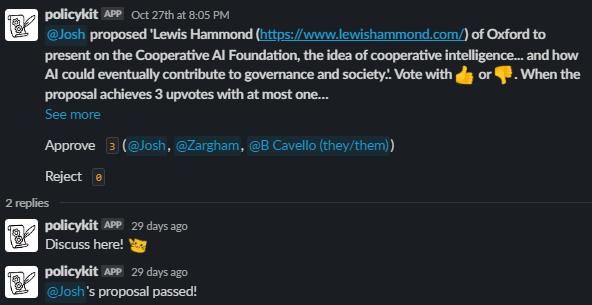 policykit APP Oct 27th at 8:05 PM
@Josh proposed 'Lewis Hammond (https://www.lewishammond.com/) of Oxford to
present on the Cooperative AI Foundation, the idea of cooperative intelligence... and how
AI could eventually contribute to governance and society.'. Vote with 👍 or 👎. When the
proposal achieves 3 upvotes with at most one...
See more
Approve 3 (@Josh, @Zargham, @B Cavello (they/them))
Reject 0
2 replies
policykit APP 29 days ago
Discuss here!
policykit APP 29 days ago
@Josh's proposal passed!